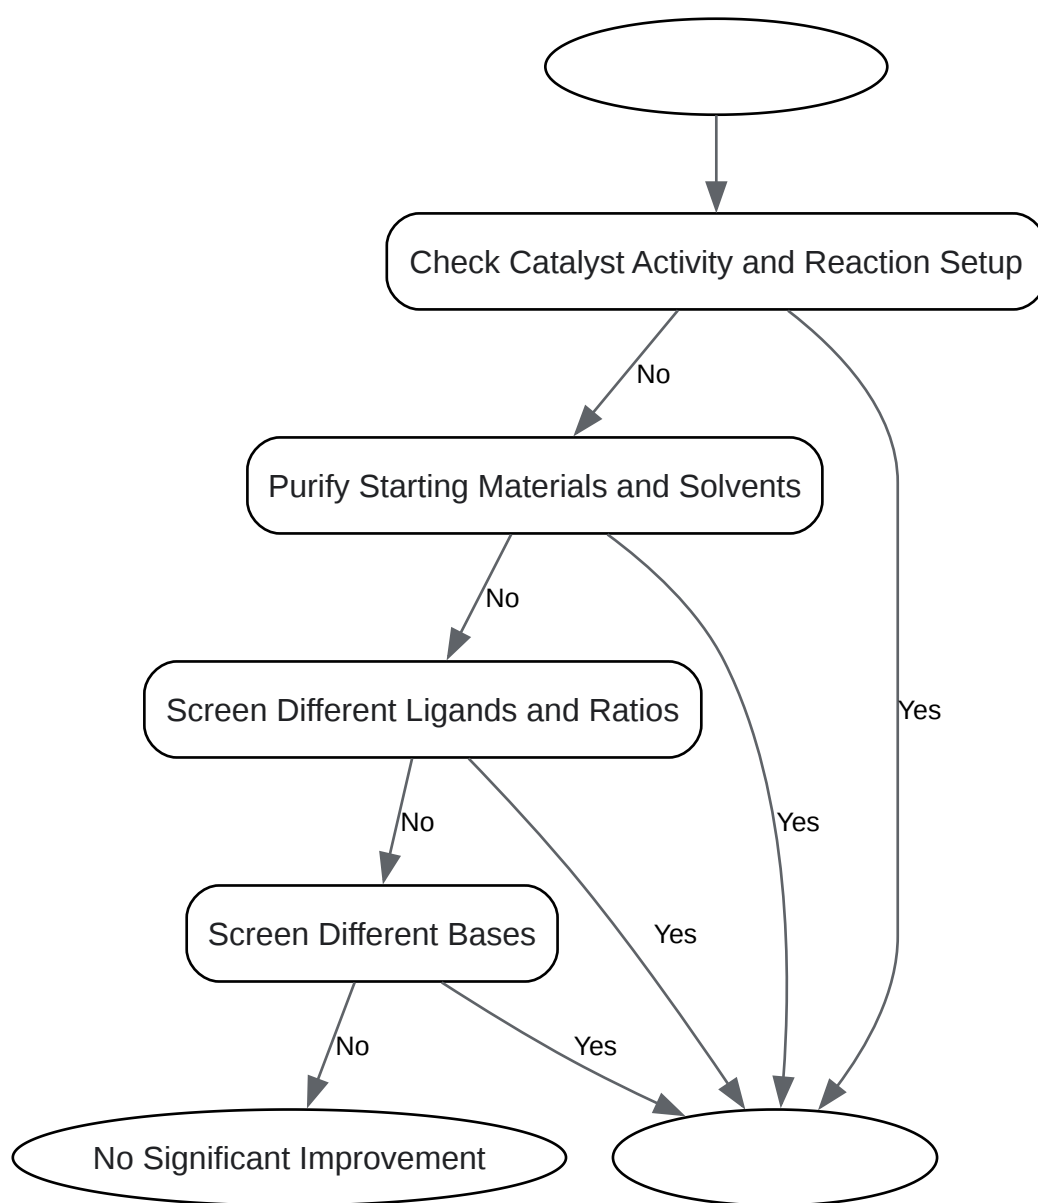 Check Catalyst Activity and Reaction Setup
No
Purify Starting Materials and Solvents
No
Screen Different Ligands and Ratios
Yes
No
Yes
Screen Different Bases
Yes
No
Yes
No Significant Improvement